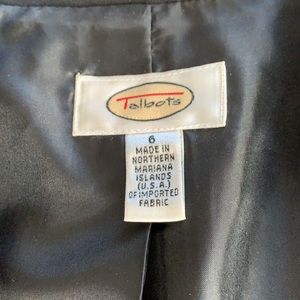 Talbots
6
MADE IN
NORTHERN
MARIANA
ISLANDS
(U.S.A.)
OF IMPORTED
FABRIC